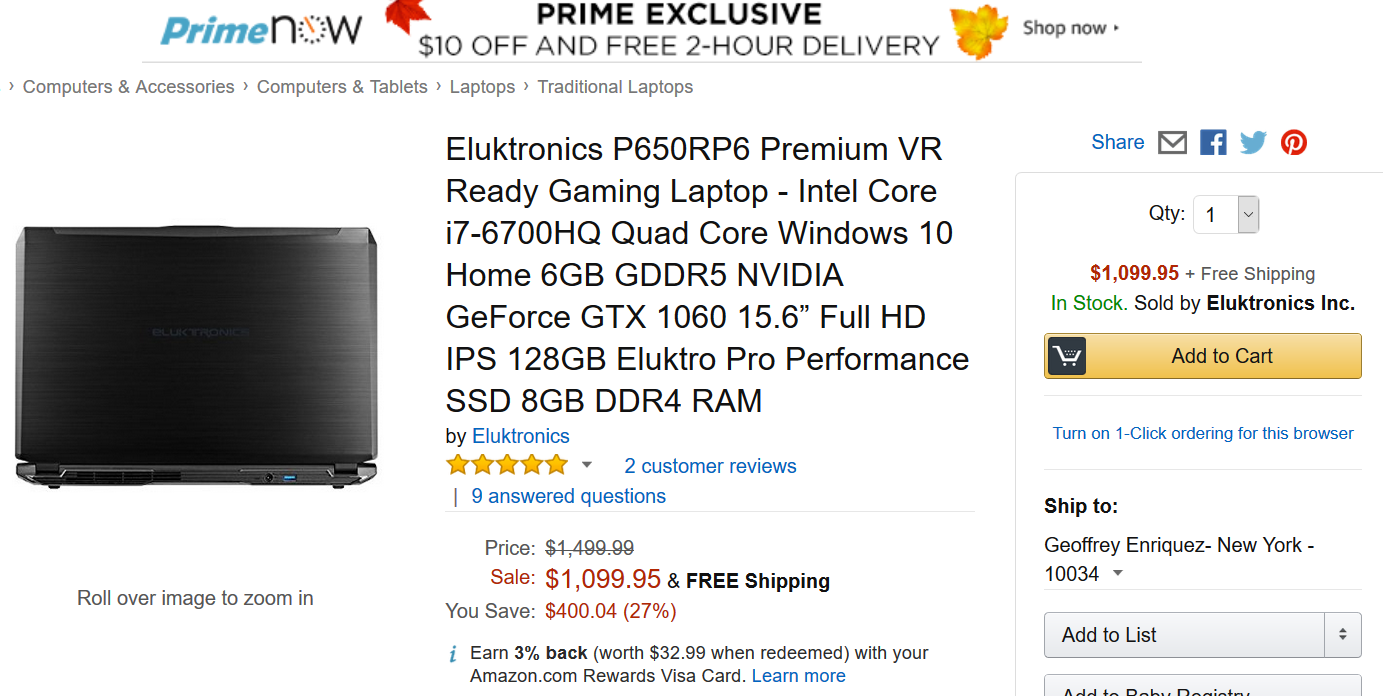 PrimeNOW
PRIME EXCLUSIVE
$10 OFF AND FREE 2-HOUR DELIVERY
Shop now ▸
› Computers & Accessories › Computers & Tablets › Laptops › Traditional Laptops
ELUKTRONICS
Roll over image to zoom in
Eluktronics P650RP6 Premium VR
Ready Gaming Laptop - Intel Core
i7-6700HQ Quad Core Windows 10
Home 6GB GDDR5 NVIDIA
GeForce GTX 1060 15.6” Full HD
IPS 128GB Eluktro Pro Performance
SSD 8GB DDR4 RAM
by Eluktronics
2 customer reviews
| 9 answered questions
Price: $1,499.99
Sale: $1,099.95 & FREE Shipping
You Save: $400.04 (27%)
i Earn 3% back (worth $32.99 when redeemed) with your
Amazon.com Rewards Visa Card. Learn more
Share
Qty: 1
$1,099.95 + Free Shipping
In Stock. Sold by Eluktronics Inc.
Add to Cart
Turn on 1-Click ordering for this browser
Ship to:
Geoffrey Enriquez- New York -
10034
Add to List
Add to Baby Registry